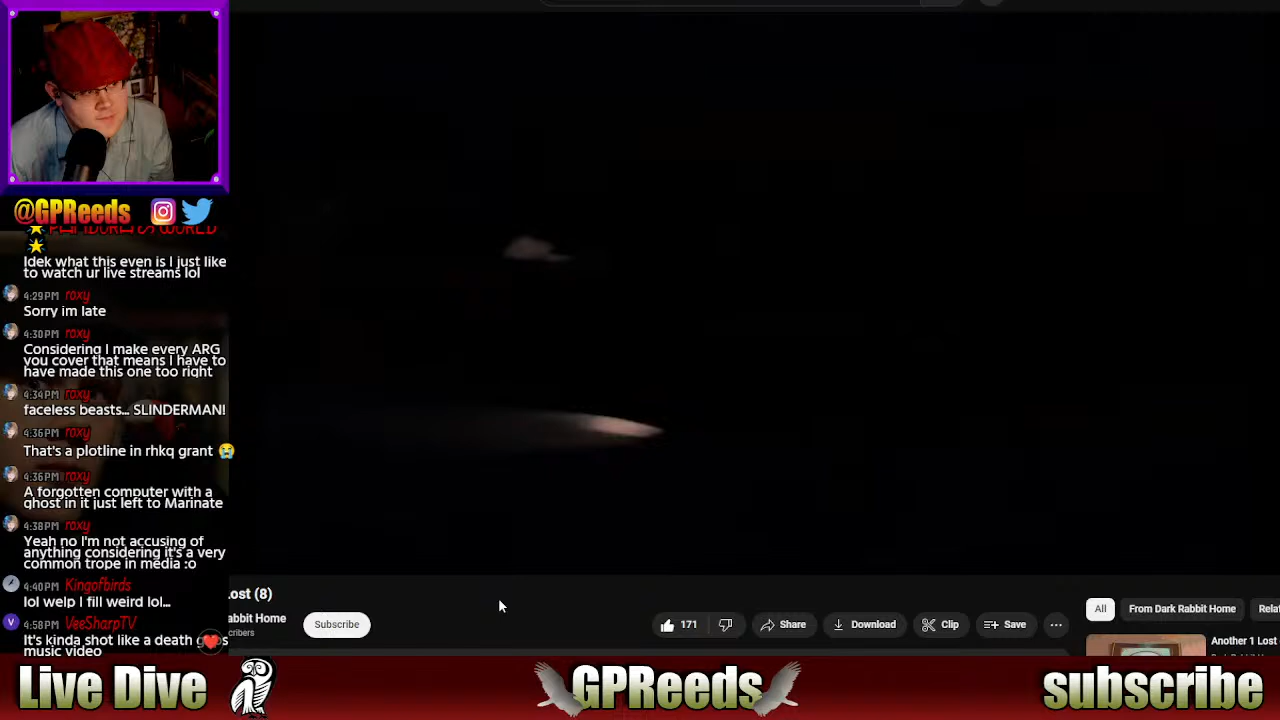 @GPReeds
Idek what this even is I just like
to watch ur live streams lol
4:29PM roxy
Sorry im late
4:30PM roxy
Considering I make every ARG
you cover that means I have to
have made this one too right
4:34PM roxy
faceless beasts... SLINDERMAN!
4:36PM roxy
That's a plotline in rhkq grant 😭
4:36PM roxy
A forgotten computer with a
ghost in it just left to Marinate
4:38PM roxy
Yeah no I'm not accusing of
anything considering it's a very
common trope in media :o
4:40PM Kingofbirds
lol welp I fill weird lol...
4:58PM VeeSharpTV
It's kinda shot like a death
music video
Lost (8)
abbit Home
cribers
Subscribe
171
Share
Download
Clip
Save
All
From Dark Rabbit Home
Rela
Another 1 Lost
Live Dive
GPReeds
subscribe